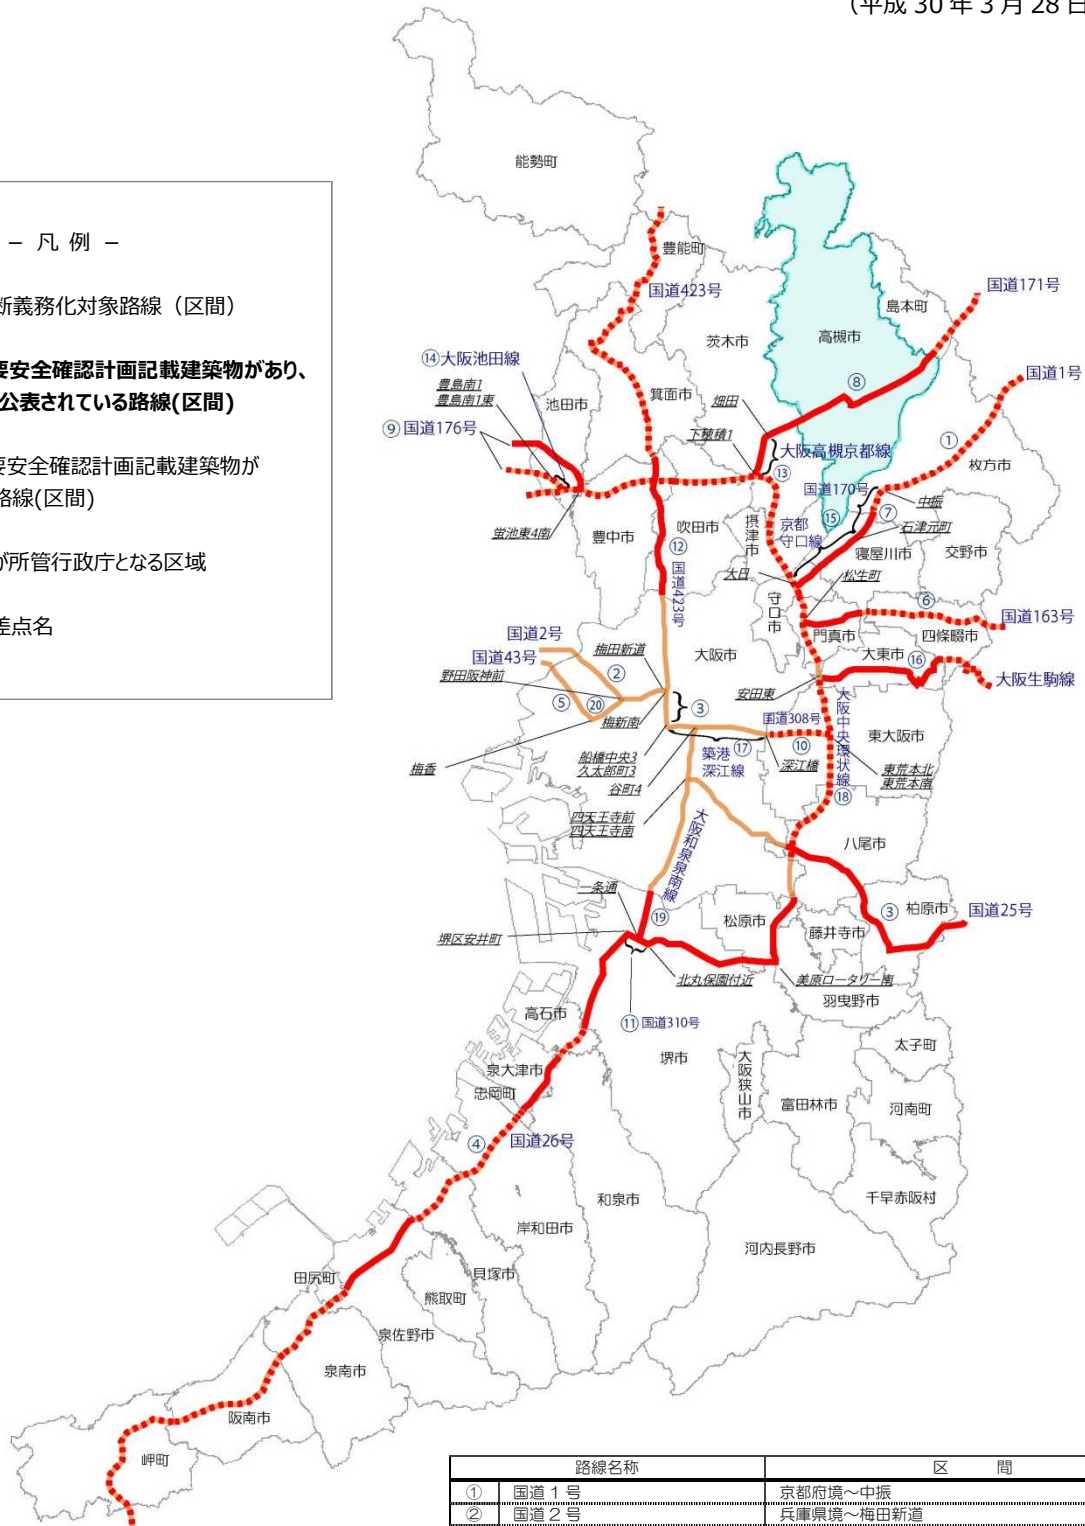 (平成 30 年 3 月 28 日
－ 凡 例 －
断義務化対象路線（区間）
要安全確認計画記載建築物があり、
公表されている路線(区間)
要安全確認計画記載建築物が
路線(区間)
が所管行政庁となる区域
差点名
能勢町
豊能町
国道423号
国道171号
島本町
高槻市
茨木市
国道1号
⑭大阪池田線
豊島南1
豊島南1東
池田市
箕面市
畑田
⑧
⑨国道176号
下穂積1
大阪高槻京都線
⑬
①
枚方市
国道170号
中振
蛍池東4南
豊中市
吹田市
摂津市
京都
守口線
⑮
⑦
石津元町
寝屋川市
交野市
⑫
国道423号
大日
松生町
守口市
⑥
国道163号
門真市
四條畷市
国道2号
梅田新道
大阪市
大東市
⑯
国道43号
野田阪神前
②
安田東
大阪生駒線
⑤
⑳
梅新南
③
国道308号
大阪中央環状線
東大阪市
船橋中央3
久太郎町3
⑰
築港
深江線
⑩
深江橋
東荒本北
東荒本南
梅香
谷町4
⑱
四天王寺前
四天王寺南
大阪和泉泉南線
八尾市
一条通
⑲
松原市
③
柏原市
国道25号
堺区安井町
藤井寺市
北丸保園付近
美原ロータリー南
羽曳野市
高石市
⑪国道310号
堺市
太子町
泉大津市
忠岡町
大阪狭山市
富田林市
河南町
④
国道26号
和泉市
千早赤阪村
岸和田市
河内長野市
田尻町
貝塚市
熊取町
泉佐野市
泉南市
阪南市
岬町
路線名称 区 間
① 国道１号 京都府境～中振
② 国道２号 兵庫県境～梅田新道